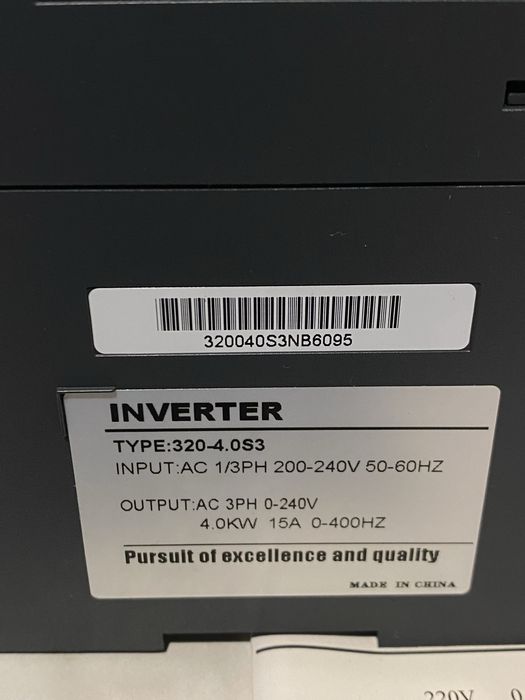 320040S3NB6095
INVERTER
TYPE:320-4.0S3
INPUT:AC 1/3PH 200-240V 50-60HZ
OUTPUT:AC 3PH 0-240V
4.0KW 15A 0-400HZ
Pursult of excellence and quality
MADE IN CHINA
220V